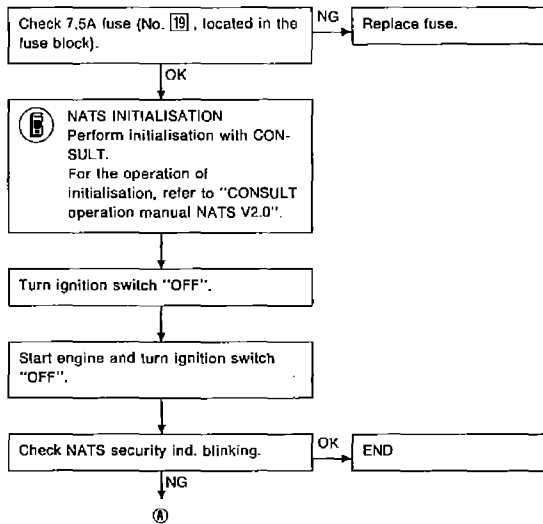 Check 7.5A fuse (No. 19, located in the
fuse block).
NG
Replace fuse.
OK
NATS INITIALISATION
Perform initialisation with CON-
SULT.
For the operation of
initialisation, refer to "CONSULT
operation manual NATS V2.0".
Turn ignition switch "OFF".
Start engine and turn ignition switch
"OFF".
Check NATS security ind. blinking.
OK
END
NG
A